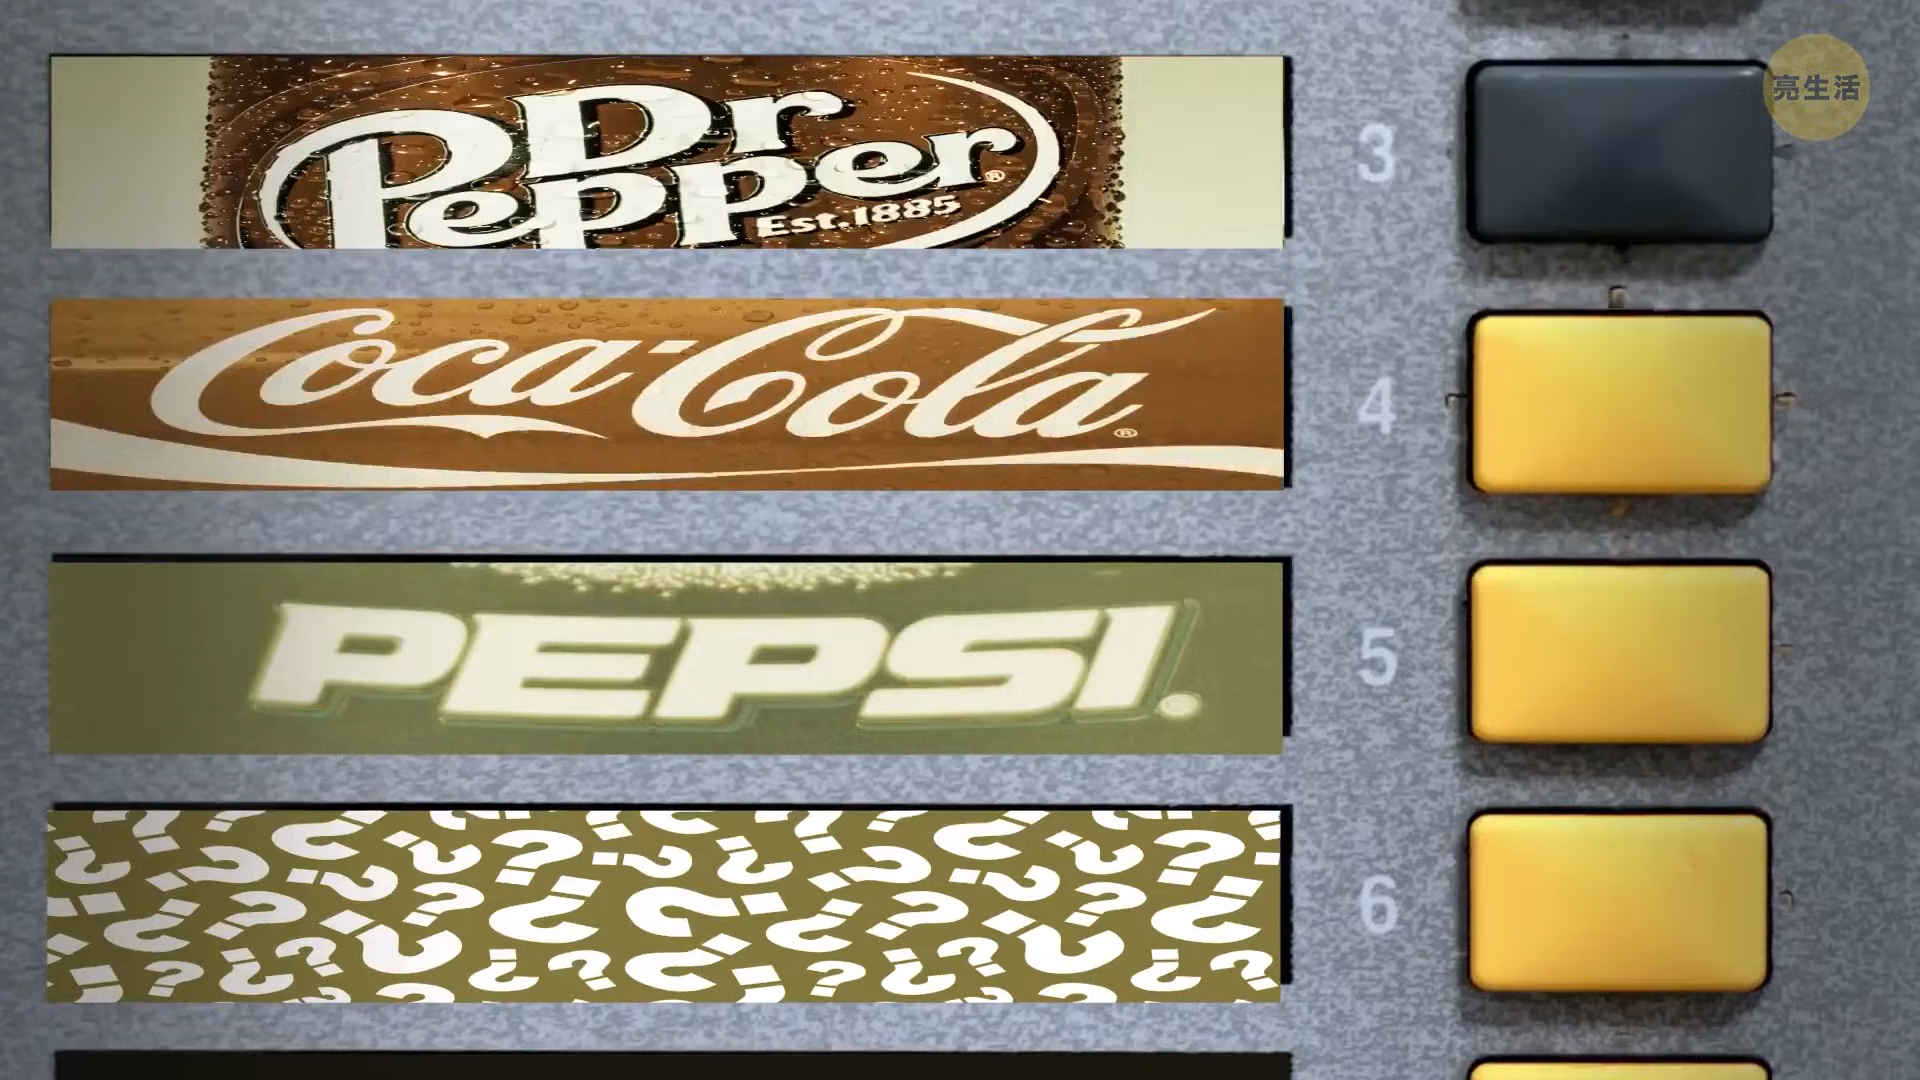 亮生活
Dr
Pepper®
Est.1885
3
Coca-Cola®
4
PEPSI.
5
? ? ? ? ? ? ? ? ? ? ? ? ? ? ? ? ? ? ? ?
6